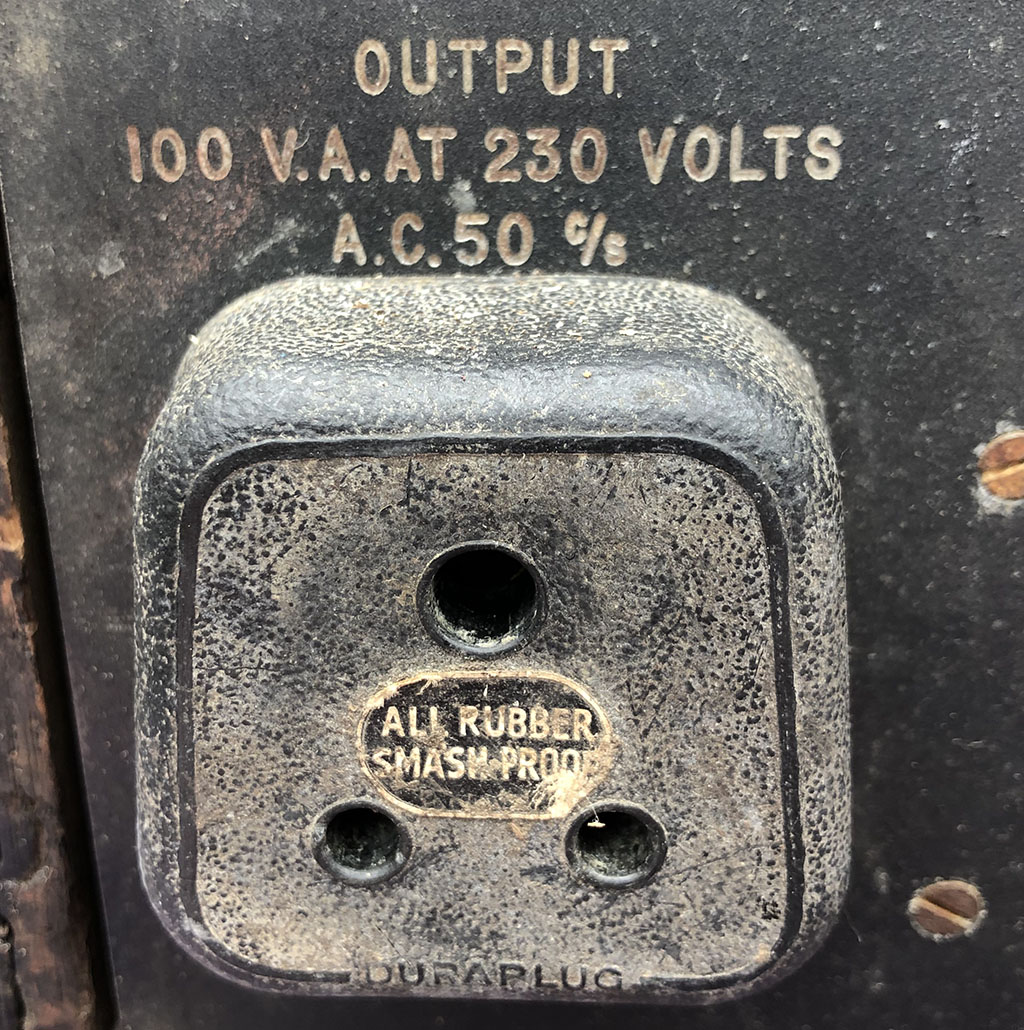 OUTPUT
100 V.A. AT 230 VOLTS
A.C. 50 c/s
ALL RUBBER
SMASH-PROOF
DURAPLUG